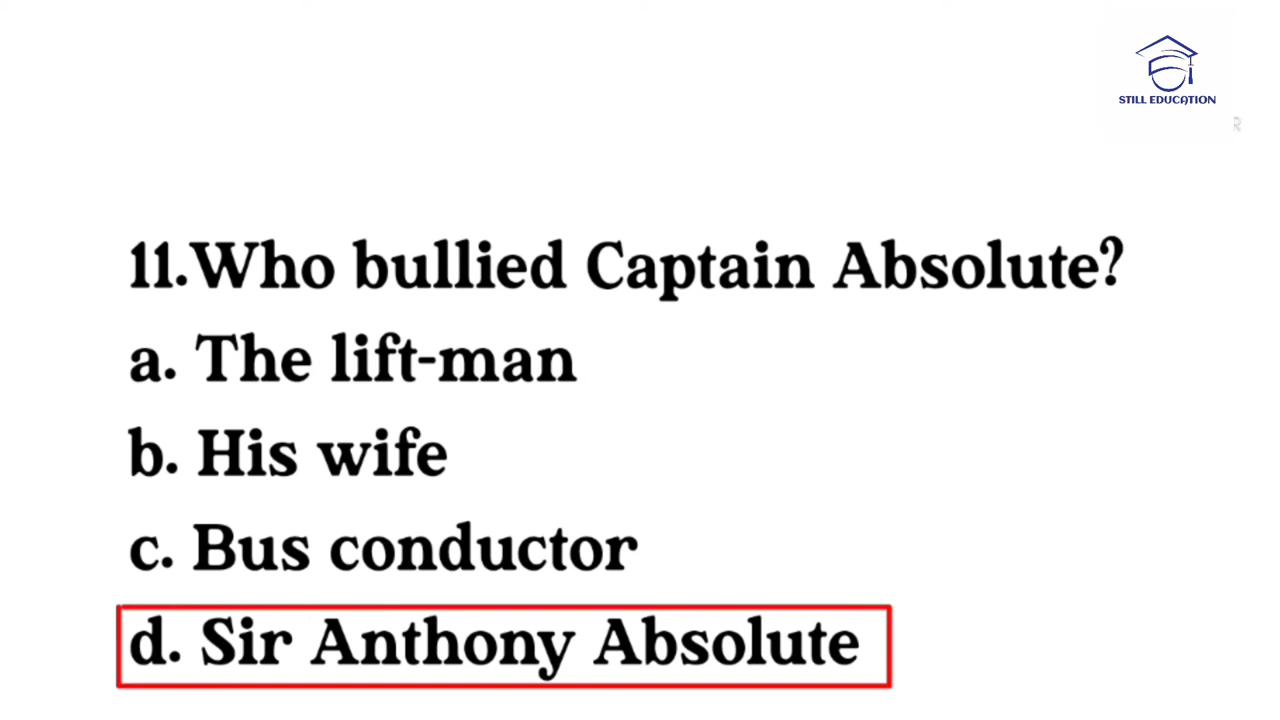 STILL EDUCATION
R
11.Who bullied Captain Absolute?
a. The lift-man
b. His wife
c. Bus conductor
d. Sir Anthony Absolute